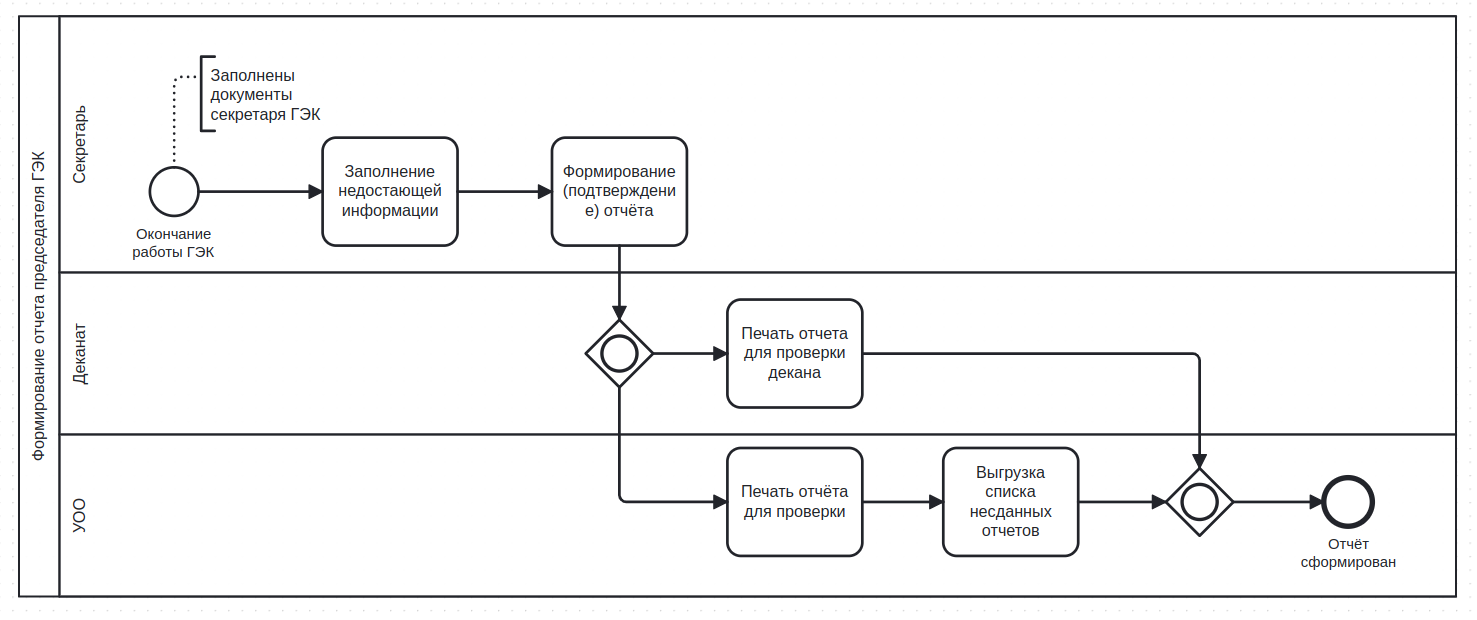 Формирование отчета председателя ГЭК
Секретарь
Заполнены
документы
секретаря ГЭК
Окончание
работы ГЭК
Заполнение
недостающей
информации
Формирование
(подтверждени
е) отчёта
Деканат
Печать отчета
для проверки
декана
УОО
Печать отчёта
для проверки
Выгрузка
списка
несданных
отчетов
Отчёт
сформирован